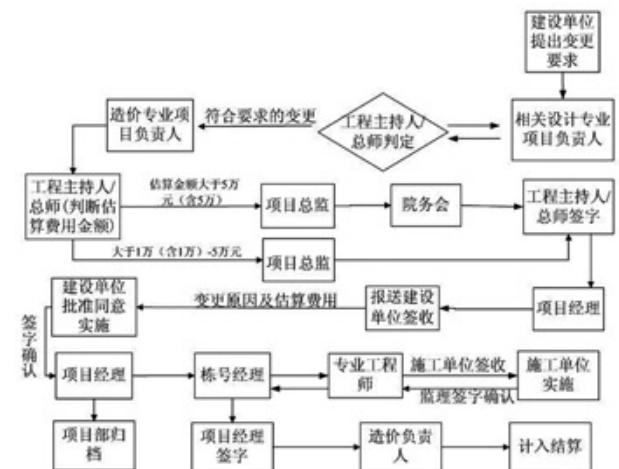 建设单位
提出变更
要求
造价专业项
目负责人
符合要求的变更
工程主持人/
总师判定
相关设计专业
项目负责人
工程主持人/
总师(判断估
算费用金额)
估算金额大于5万
元（含5万）
项目总监
院务会
工程主持人/
总师签字
大于1万（含1万）-5万元
项目总监
建设单位
批准同意
实施
变更原因及估算费用
报送建设
单位签收
项目经理
签字确认
项目经理
栋号经理
专业工程
师
施工单位签收
监理签字确认
施工单位
实施
项目部归
档
项目经理
签字
造价负责
人
计入结算